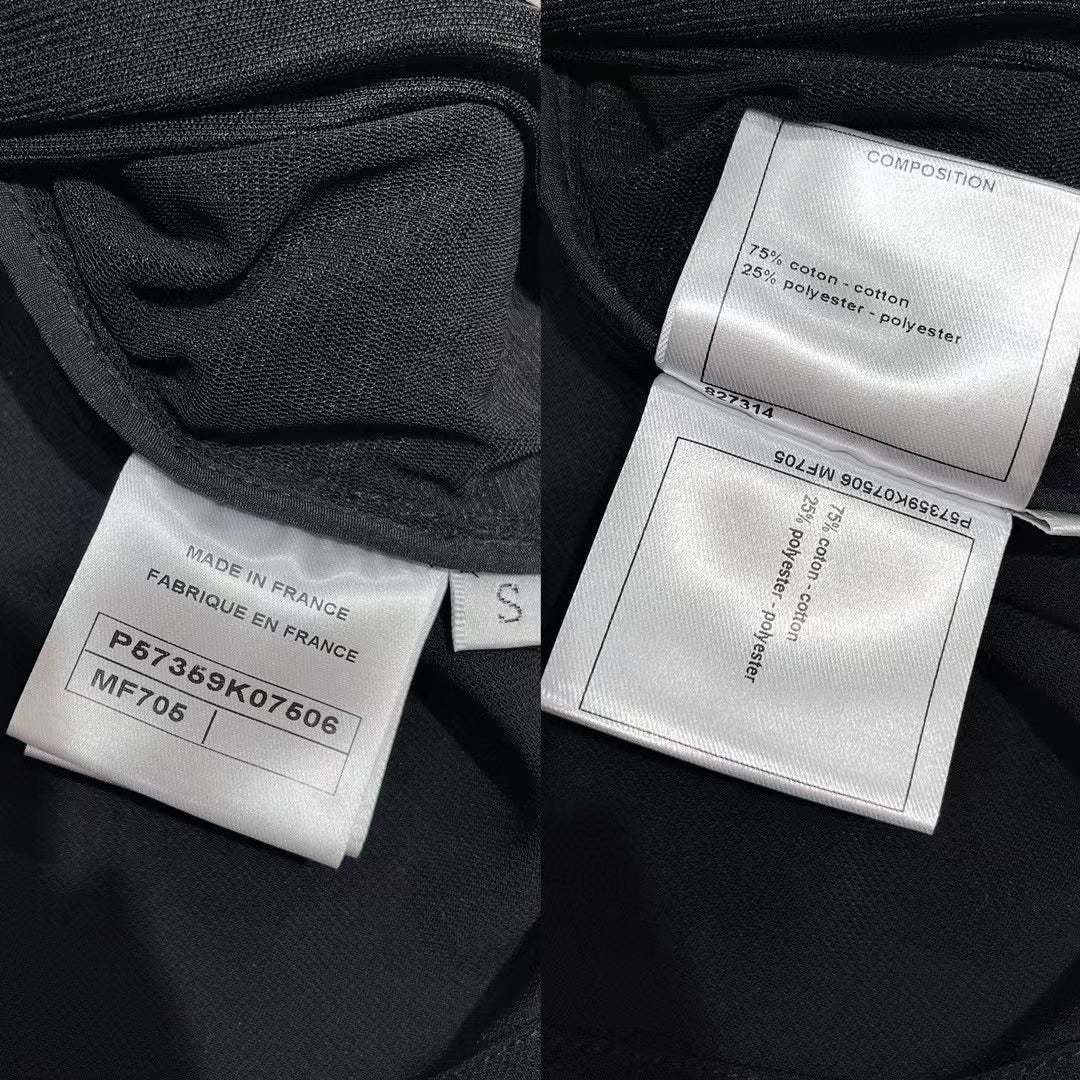 MADE IN FRANCE
FABRIQUE EN FRANCE
P57359K07506
MF705
S
COMPOSITION
75% coton - cotton
25% polyester - polyester
827314
P57359K07506 MF705
75% coton - cotton
25% polyester - polyester